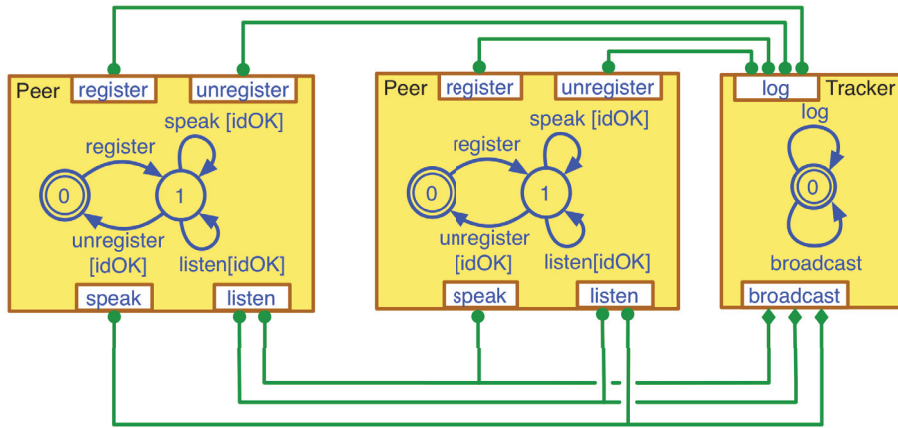 Peer register unregister
speak [idOK]
register
0 1
unregister
[idOK]
listen[idOK]
speak listen
Peer register unregister
speak [idOK]
register
0 1
unregister
[idOK]
listen[idOK]
speak listen
log Tracker
log
0
broadcast
broadcast